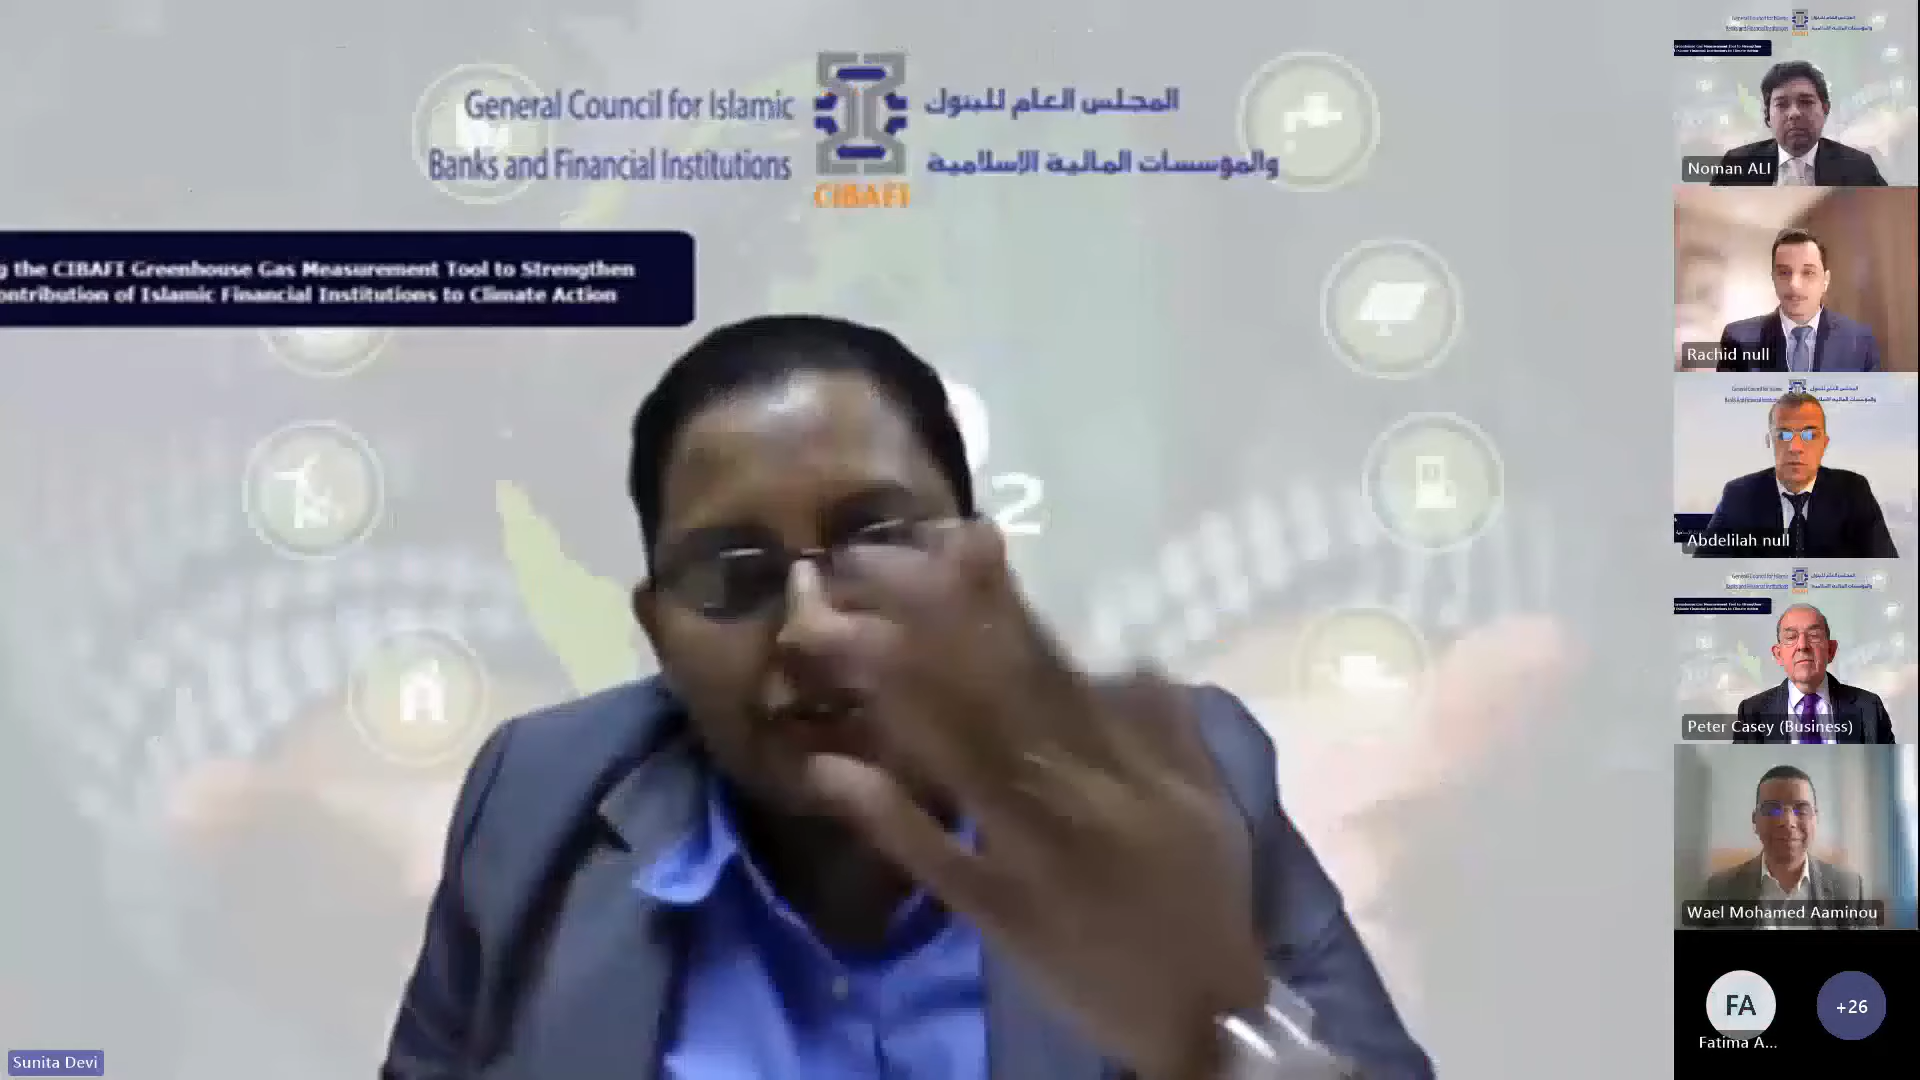 General Council for Islamic
Banks and Financial Institutions
المجلس العام للبنوك
والمؤسسات المالية الإسلامية
CIBAFI
g the CIBAFI Greenhouse Gas Measurement Tool to Strengthen
ontribution of Islamic Financial Institutions to Climate Action
2
Sunita Devi
Noman ALI
Rachid null
Abdelilah null
Peter Casey (Business)
Wael Mohamed Aaminou
FA
+26
Fatima A...